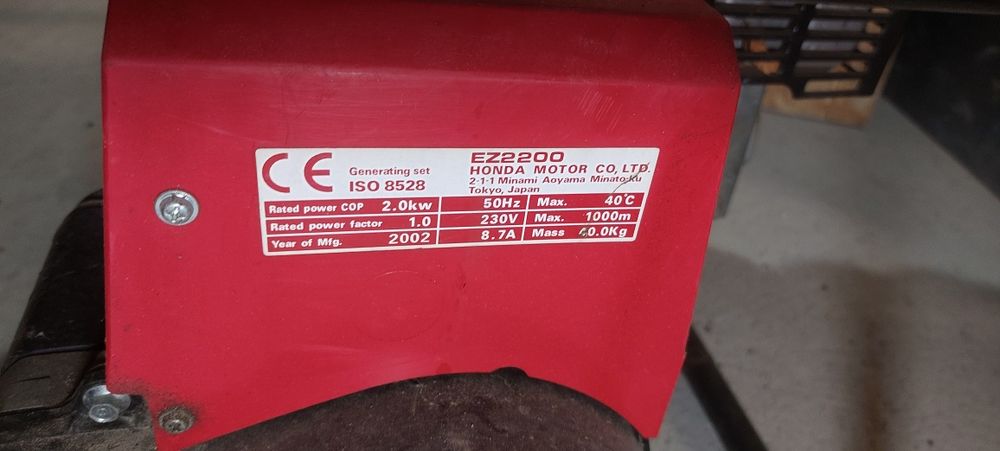 CE Generating set EZ2200
ISO 8528 HONDA MOTOR CO., LTD.
2-1-1 Minami Aoyama Minato-Ku
Tokyo, Japan
Rated power COP 2.0kw 50Hz Max. 40°C
Rated power factor 1.0 230V Max. 1000m
Year of Mfg. 2002 8.7A Mass 40.0Kg